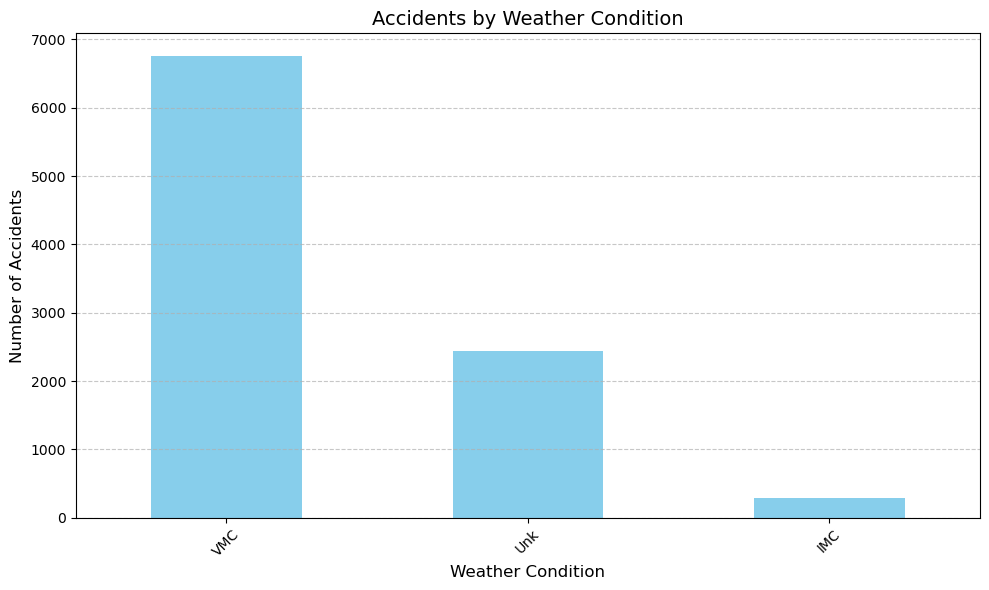 Accidents by Weather Condition
Number of Accidents
7000
6000
5000
4000
3000
2000
1000
0
VMC
Unk
IMC
Weather Condition